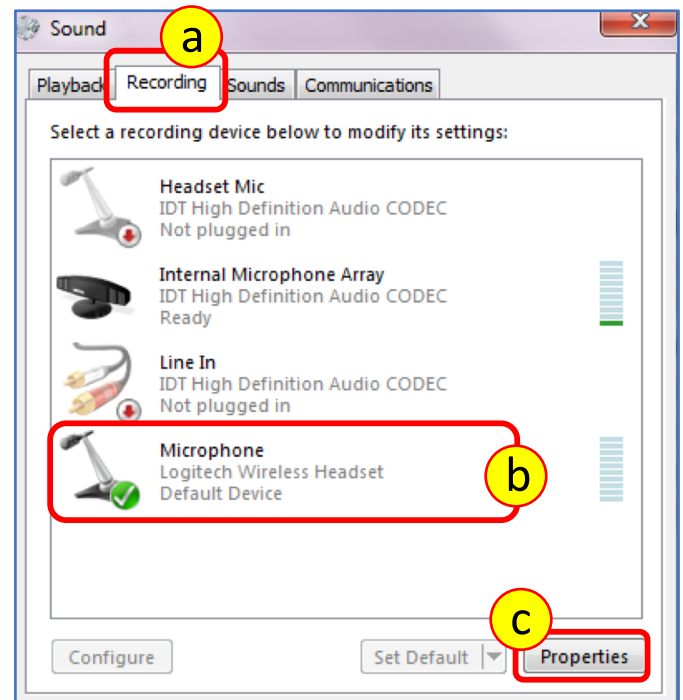 Sound
a
Playback Recording Sounds Communications
Select a recording device below to modify its settings:
Headset Mic
IDT High Definition Audio CODEC
Not plugged in
Internal Microphone Array
IDT High Definition Audio CODEC
Ready
Line In
IDT High Definition Audio CODEC
Not plugged in
Microphone
Logitech Wireless Headset
Default Device
b
c
Configure Set Default Properties